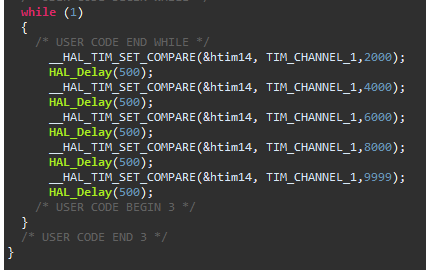 while (1)
{
/* USER CODE END WHILE */
__HAL_TIM_SET_COMPARE(&htim14, TIM_CHANNEL_1,2000);
HAL_Delay(500);
__HAL_TIM_SET_COMPARE(&htim14, TIM_CHANNEL_1,4000);
HAL_Delay(500);
__HAL_TIM_SET_COMPARE(&htim14, TIM_CHANNEL_1,6000);
HAL_Delay(500);
__HAL_TIM_SET_COMPARE(&htim14, TIM_CHANNEL_1,8000);
HAL_Delay(500);
__HAL_TIM_SET_COMPARE(&htim14, TIM_CHANNEL_1,9999);
HAL_Delay(500);
/* USER CODE BEGIN 3 */
}
/* USER CODE END 3 */
}